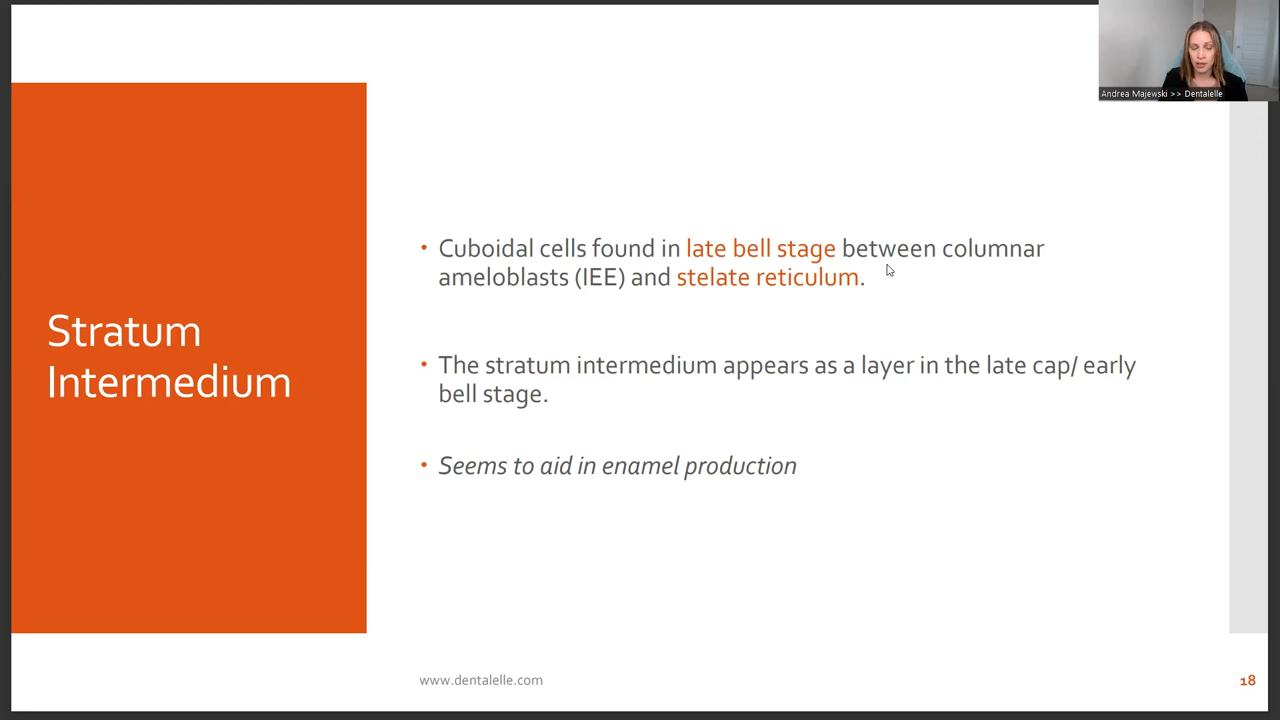 Andrea Majewski >> Dentalelle
Stratum
Intermedium
• Cuboidal cells found in late bell stage between columnar
ameloblasts (IEE) and stelate reticulum.
• The stratum intermedium appears as a layer in the late cap/ early
bell stage.
• Seems to aid in enamel production
www.dentalelle.com
18